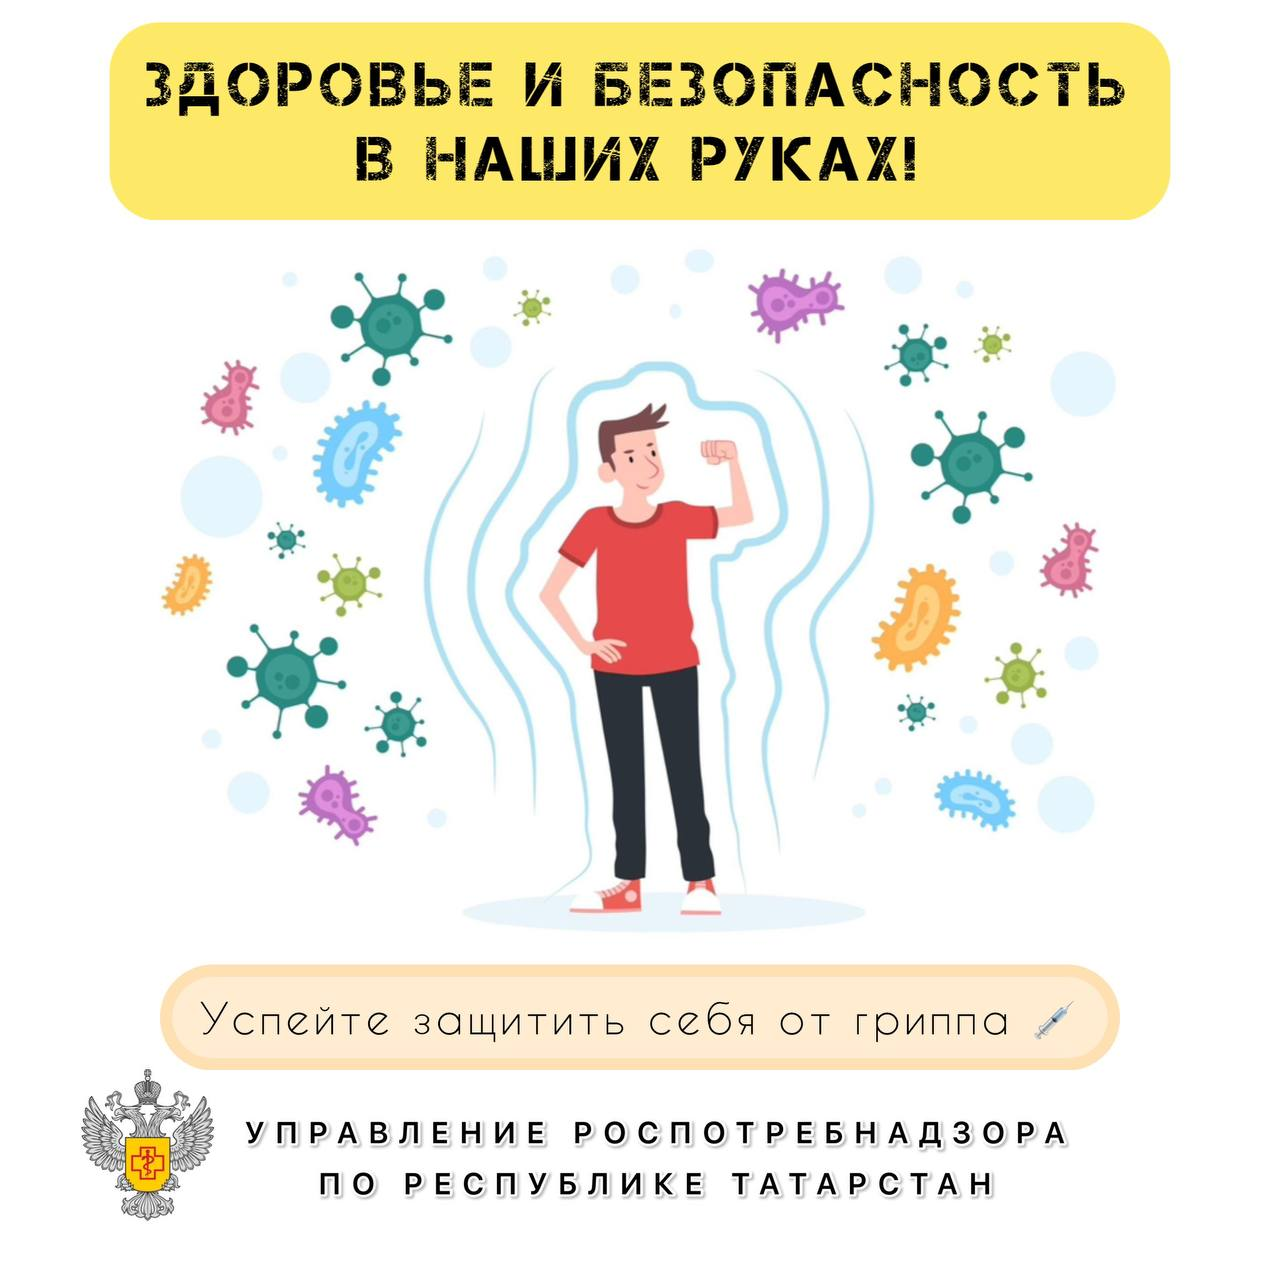 ЗДОРОВЬЕ И БЕЗОПАСНОСТЬ
В НАШИХ РУКАХ!
Успейте защитить себя от гриппа
УПРАВЛЕНИЕ РОСПОТРЕБНАДЗОРА
ПО РЕСПУБЛИКЕ ТАТАРСТАН